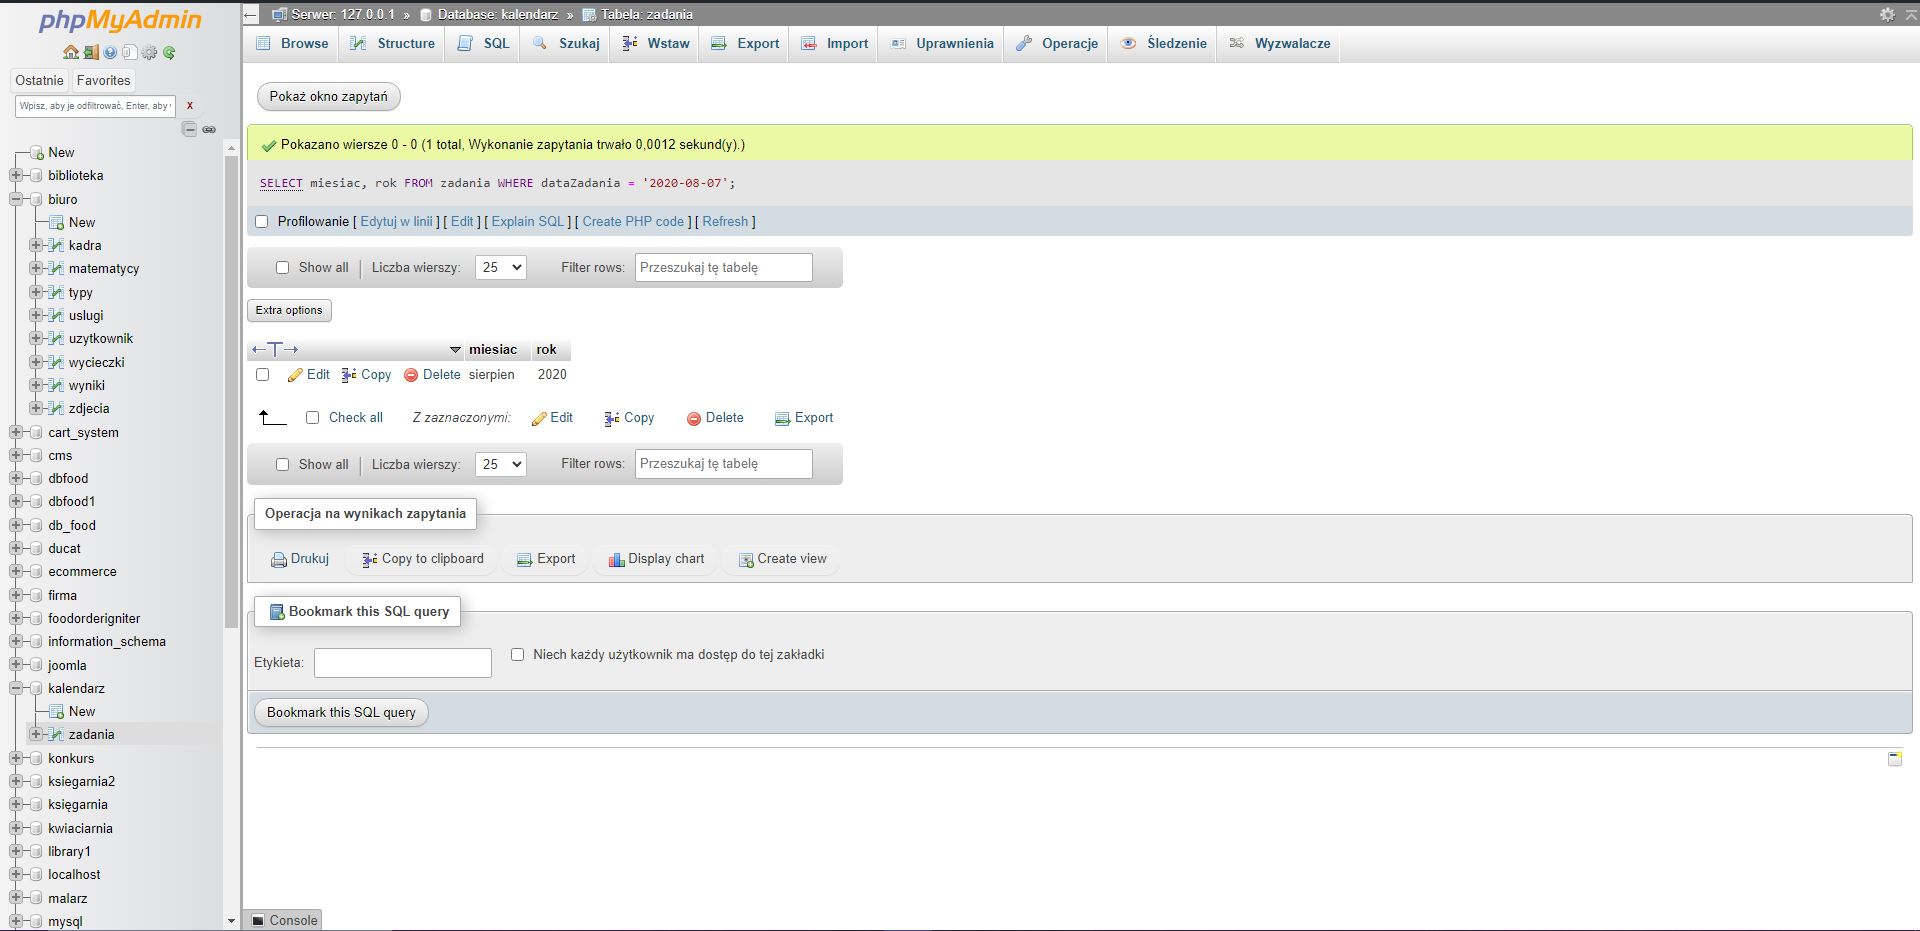 phpMyAdmin
Ostatnie Favorites
Wpisz, aby je odfiltrować, Enter, aby X
New
biblioteka
biuro
New
kadra
matematycy
typy
uslugi
uzytkownik
wycieczki
wyniki
zdjecia
cart_system
cms
dbfood
dbfood1
db_food
ducat
ecommerce
firma
foodorderigniter
information_schema
joomla
kalendarz
New
zadania
konkurs
ksiegarnia2
księgarnia
kwiaciarnia
library1
localhost
malarz
mysql
Serwer: 127.0.0.1 » Database: kalendarz » Tabela: zadania
Browse Structure SQL Szukaj Wstaw Export Import Uprawnienia Operacje Śledzenie Wyzwalacze
Pokaż okno zapytań
Pokazano wiersze 0 - 0 (1 total, Wykonanie zapytania trwało 0,0012 sekund(y).)
SELECT miesiac, rok FROM zadania WHERE dataZadania = '2020-08-07';
Profilowanie [ Edytuj w linii ] [ Edit ] [ Explain SQL ] [ Create PHP code ] [ Refresh ]
Show all | Liczba wierszy: 25 Filter rows: Przeszukaj tę tabelę
Extra options
←T→ miesiac rok
Edit Copy Delete sierpien 2020
Check all Z zaznaczonymi: Edit Copy Delete Export
Show all | Liczba wierszy: 25 Filter rows: Przeszukaj tę tabelę
Operacja na wynikach zapytania
Drukuj Copy to clipboard Export Display chart Create view
Bookmark this SQL query
Etykieta: Niech każdy użytkownik ma dostęp do tej zakładki
Bookmark this SQL query
Console